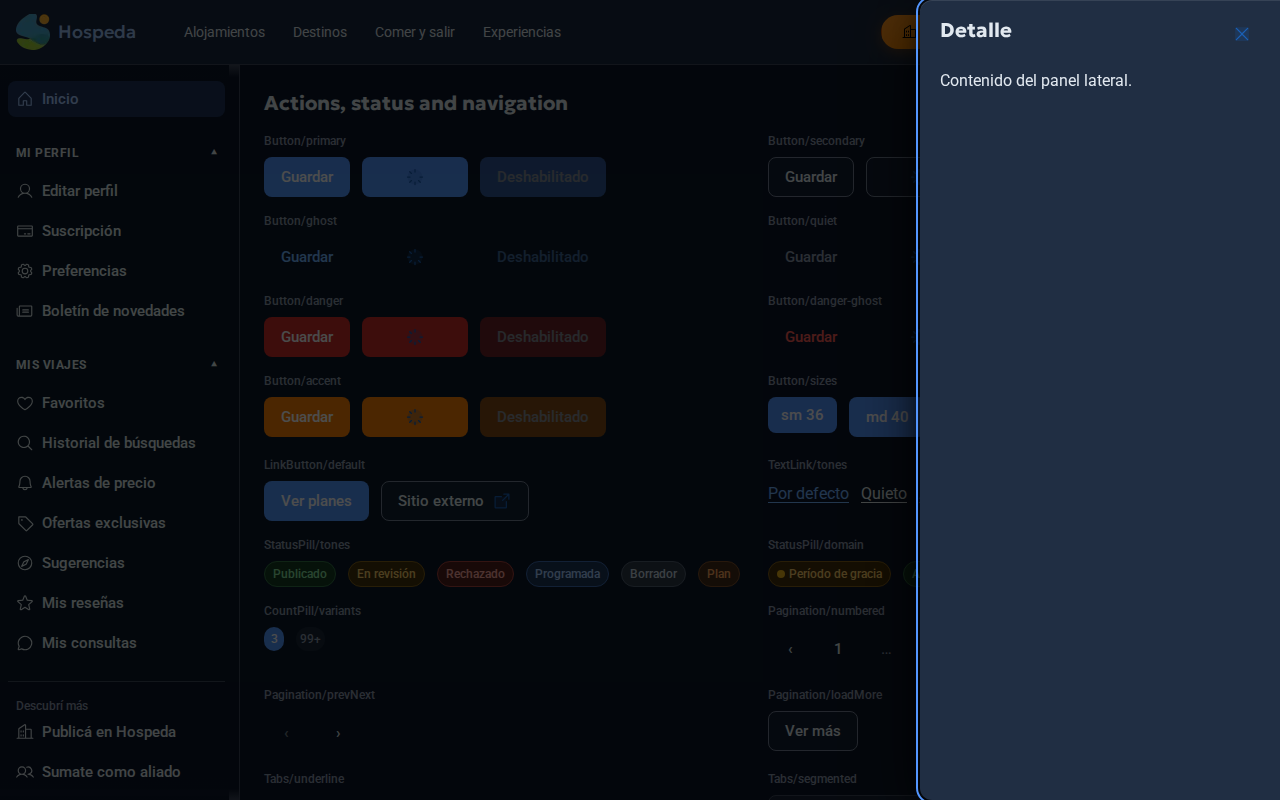 Hospeda
Alojamientos
Destinos
Comer y salir
Experiencias
Inicio
MI PERFIL
Editar perfil
Suscripción
Preferencias
Boletín de novedades
MIS VIAJES
Favoritos
Historial de búsquedas
Alertas de precio
Ofertas exclusivas
Sugerencias
Mis reseñas
Mis consultas
Descubrí más
Publicá en Hospeda
Sumate como aliado
Actions, status and navigation
Button/primary
Guardar
Deshabilitado
Button/secondary
Guardar
Button/ghost
Guardar
Deshabilitado
Button/quiet
Guardar
Button/danger
Guardar
Deshabilitado
Button/danger-ghost
Guardar
Button/accent
Guardar
Deshabilitado
Button/sizes
sm 36
md 40
LinkButton/default
Ver planes
Sitio externo
TextLink/tones
Por defecto
Quieto
StatusPill/tones
Publicado
En revisión
Rechazado
Programada
Borrador
Plan
StatusPill/domain
Período de gracia
CountPill/variants
3
99+
Pagination/numbered
‹
1
…
Pagination/prevNext
‹
›
Pagination/loadMore
Ver más
Tabs/underline
Tabs/segmented
Detalle
Contenido del panel lateral.